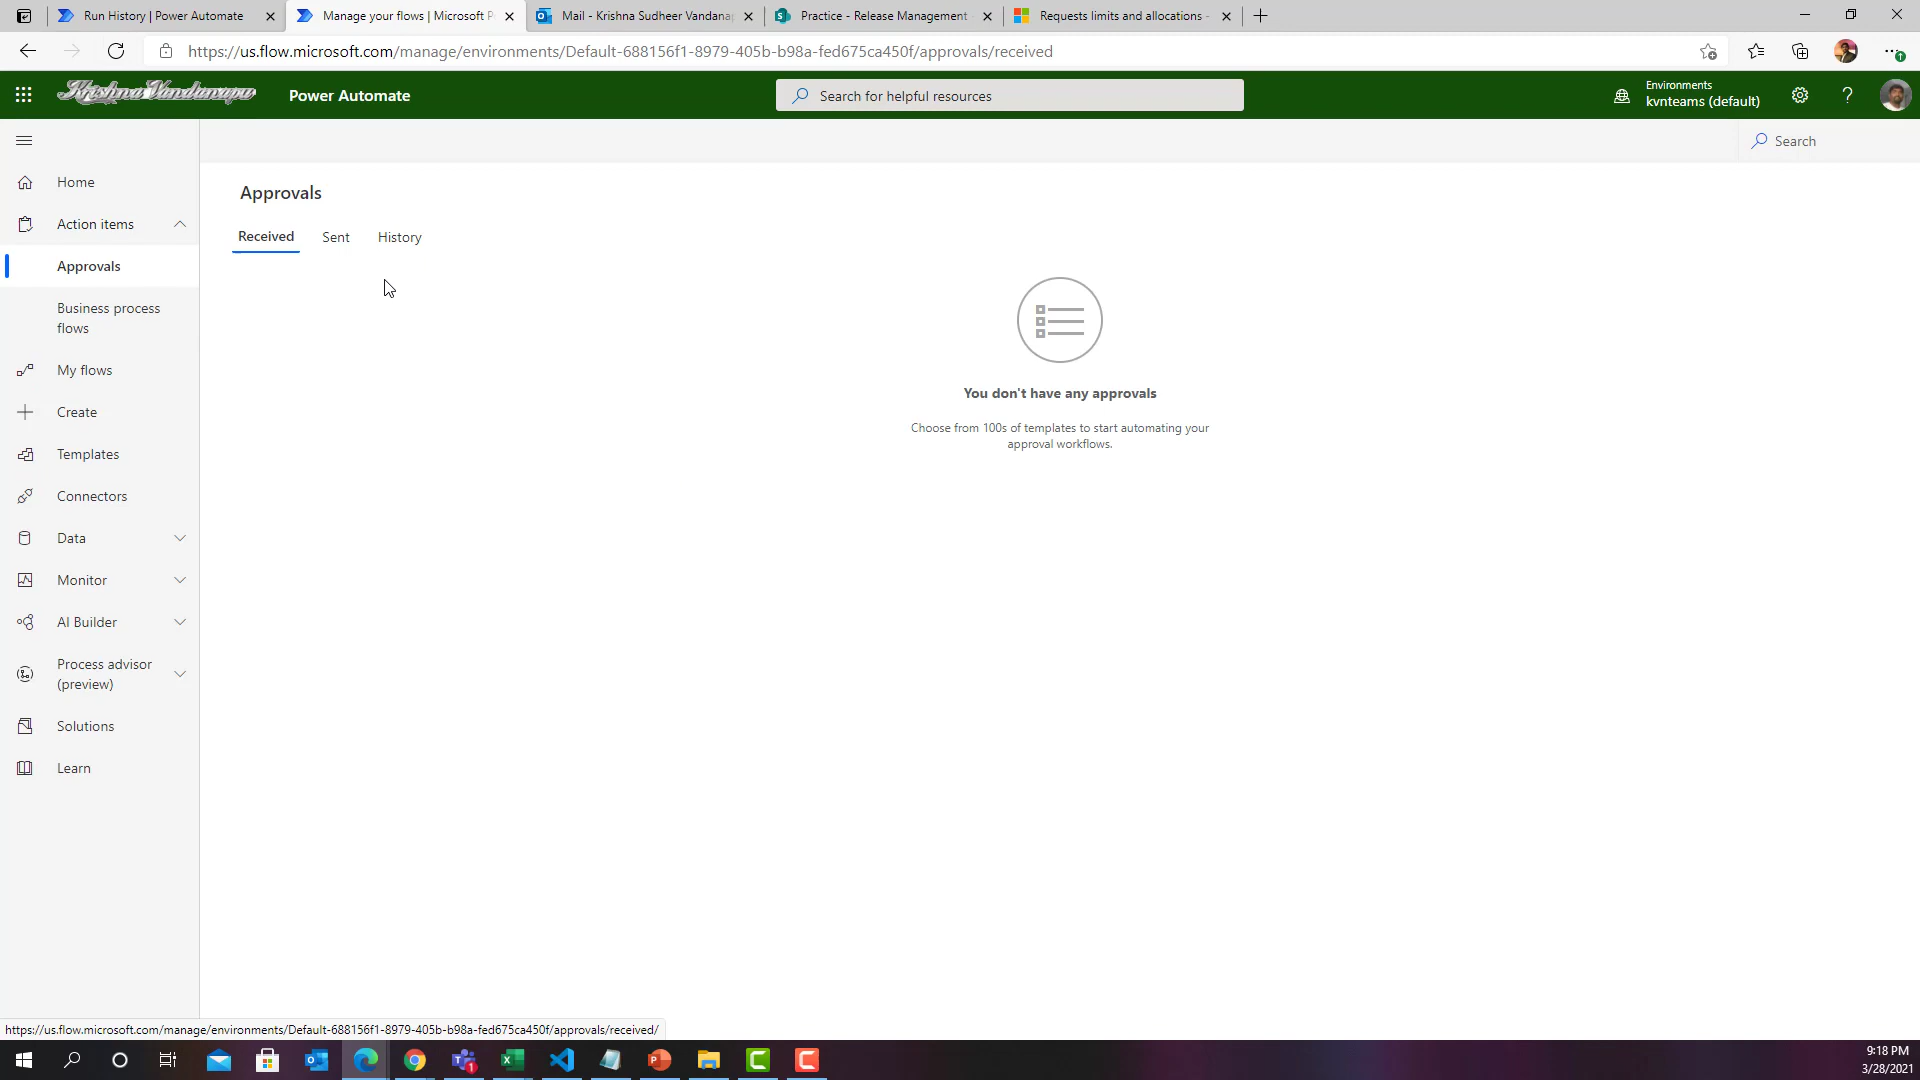 Run History | Power Automate
Manage your flows | Microsoft P
Mail - Krishna Sudheer Vandanap
Practice - Release Management
Requests limits and allocations -
https://us.flow.microsoft.com/manage/environments/Default-688156f1-8979-405b-b98a-fed675ca450f/approvals/received
Krishna Vandanapu
Power Automate
Search for helpful resources
Environments
kvnteams (default)
?
Search
Home
Action items
Approvals
Business process
flows
My flows
Create
Templates
Connectors
Data
Monitor
AI Builder
Process advisor
(preview)
Solutions
Learn
Approvals
Received
Sent
History
You don't have any approvals
Choose from 100s of templates to start automating your
approval workflows.
https://us.flow.microsoft.com/manage/environments/Default-688156f1-8979-405b-b98a-fed675ca450f/approvals/received/
9:18 PM
3/28/2021